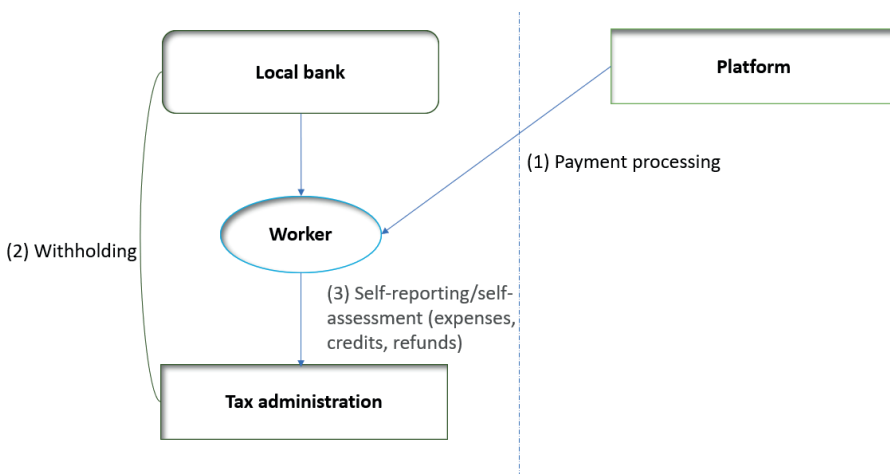 Local bank
Platform
(1) Payment processing
Worker
(2) Withholding
(3) Self-reporting/self-
assessment (expenses,
credits, refunds)
Tax administration